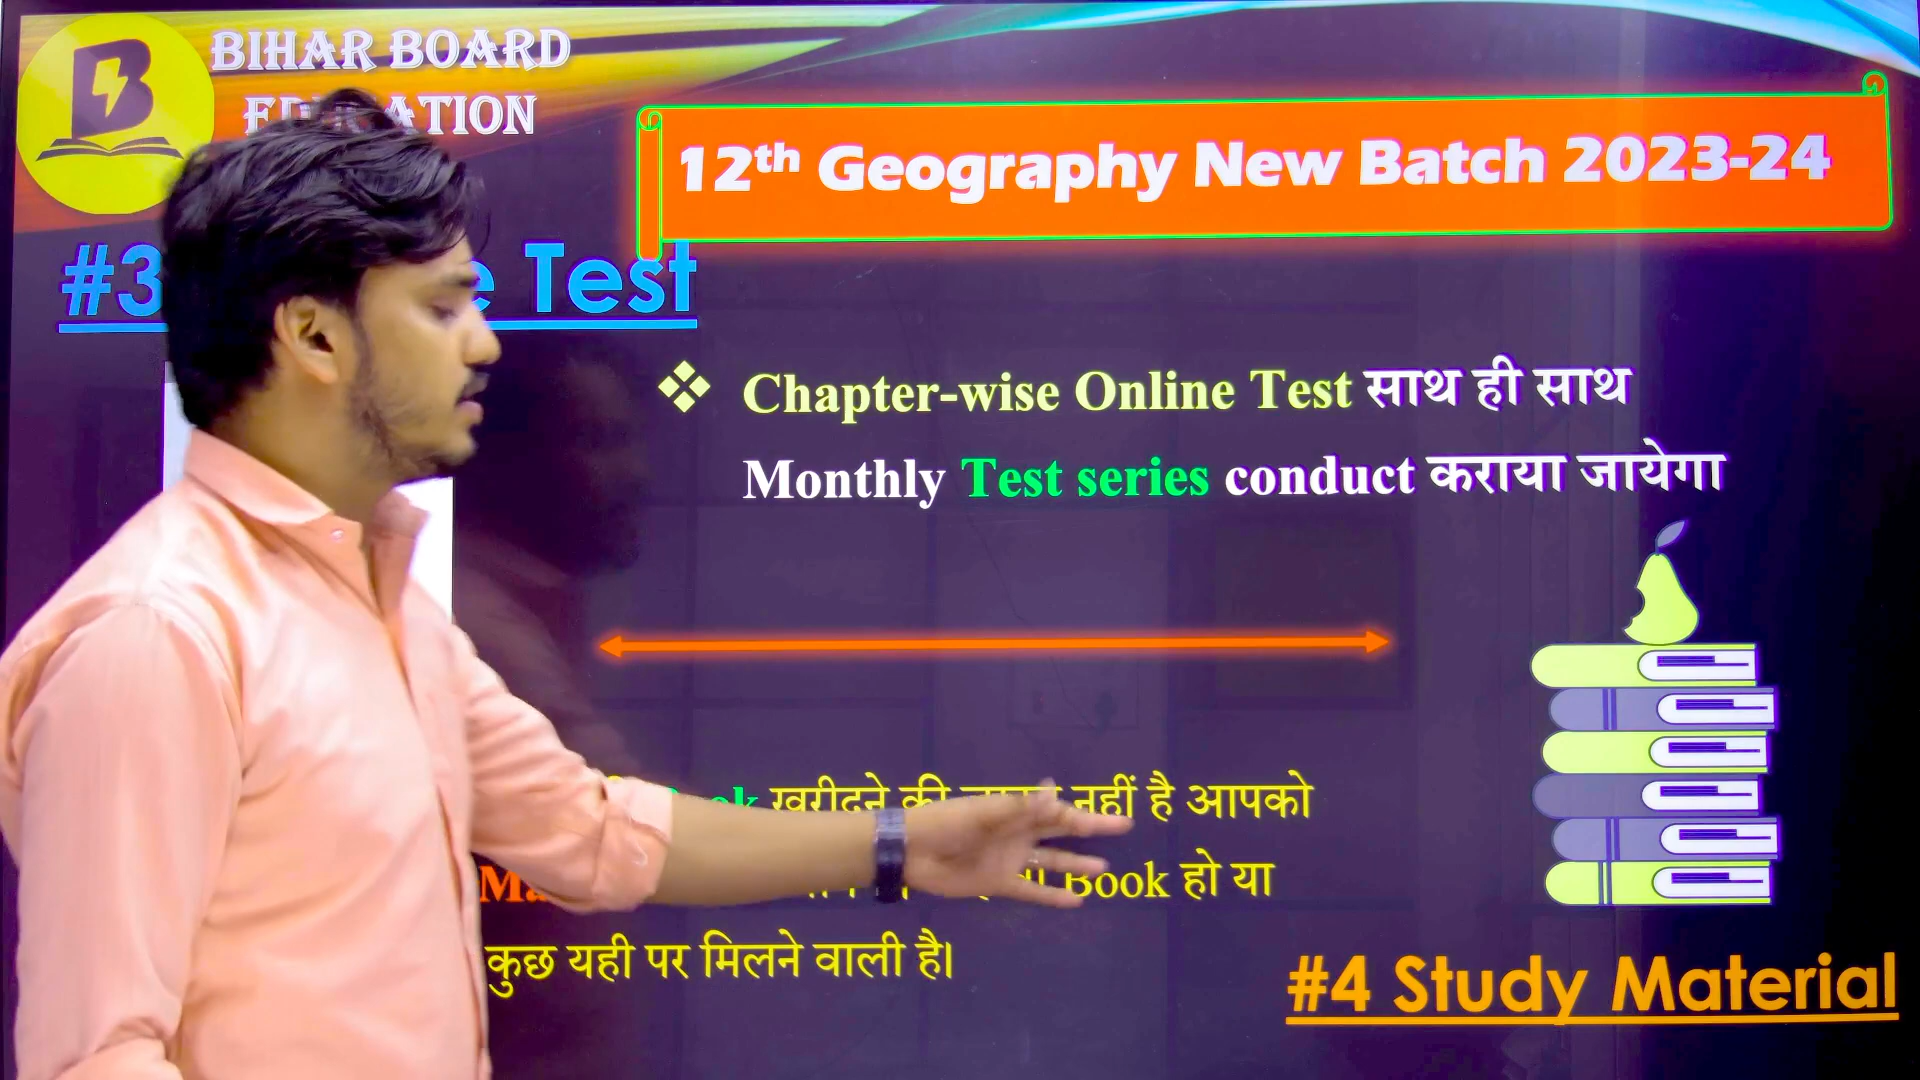 BIHAR BOARD
12th Geography New Batch 2023-24
#3 Test
Chapter-wise Online Test साथ ही साथ
Monthly Test series conduct कराया जायेगा
खरीदने की नहीं है आपको
Book हो या
कुछ यही पर मिलने वाली है।
#4 Study Material